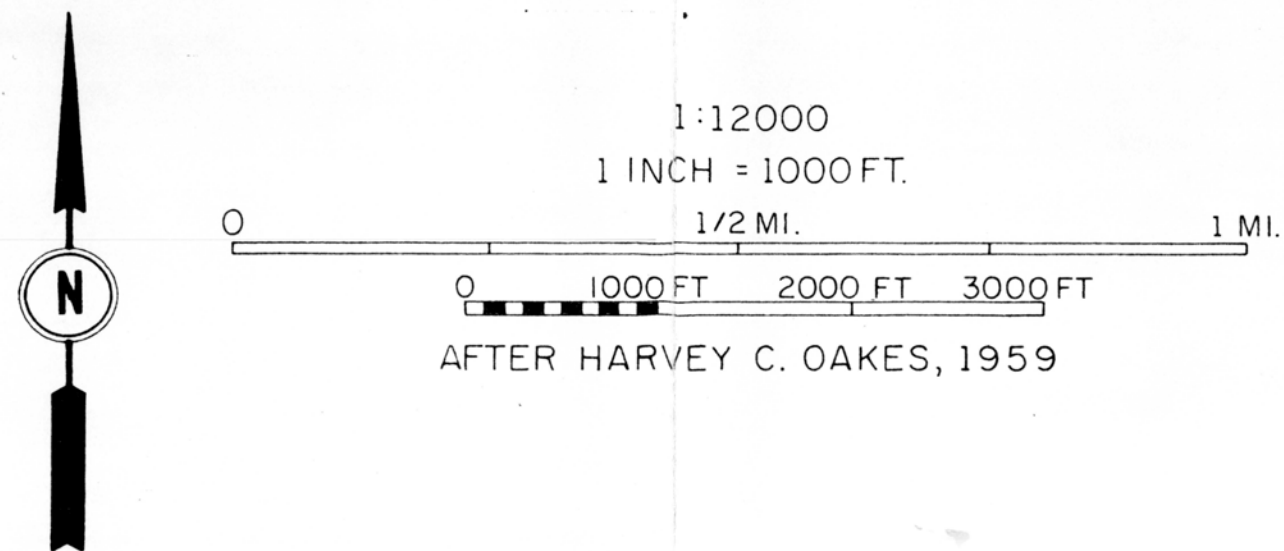 1:12000
1 INCH = 1000 FT.
0 1/2 MI. 1 MI.
N
0 1000 FT 2000 FT 3000 FT
AFTER HARVEY C. OAKES, 1959